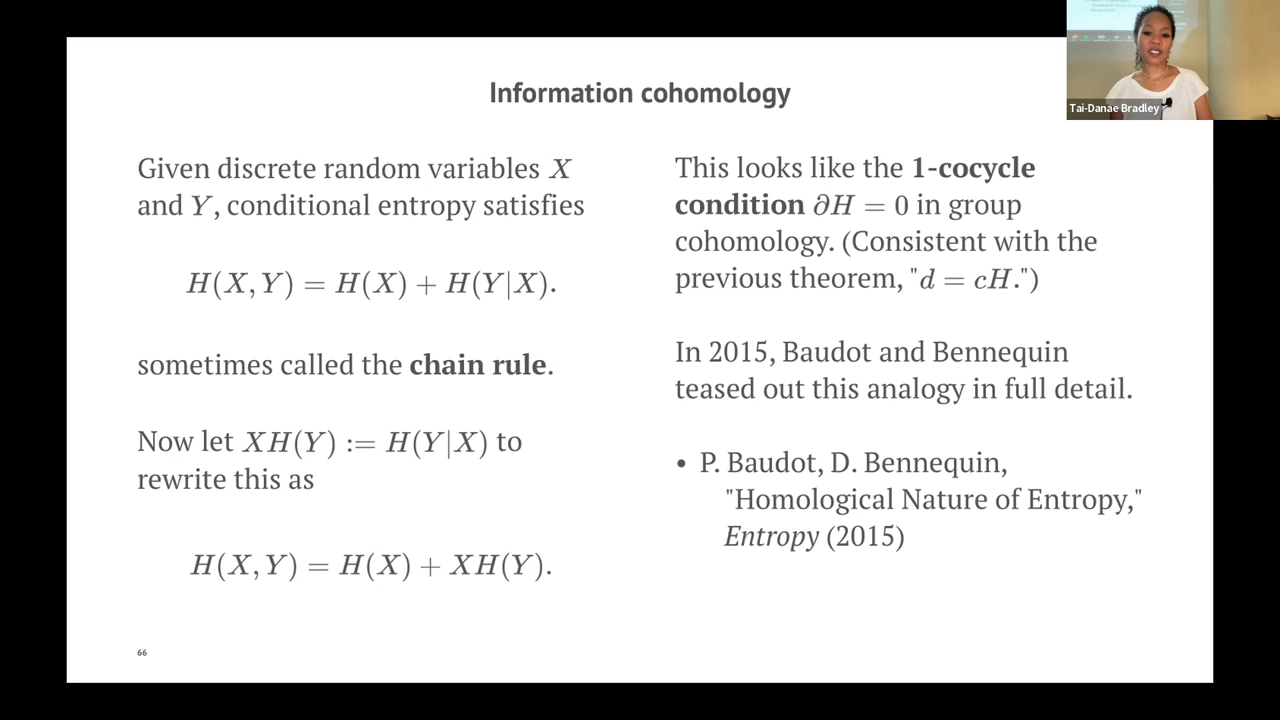 Information cohomology
Tai-Danae Bradley
Given discrete random variables X
and Y, conditional entropy satisfies
H(X, Y) = H(X) + H(Y|X).
sometimes called the chain rule.
Now let XH(Y) := H(Y|X) to
rewrite this as
H(X, Y) = H(X) + XH(Y).
This looks like the 1-cocycle
condition ∂H = 0 in group
cohomology. (Consistent with the
previous theorem, "d = cH.")
In 2015, Baudot and Bennequin
teased out this analogy in full detail.
• P. Baudot, D. Bennequin,
"Homological Nature of Entropy,"
Entropy (2015)
66